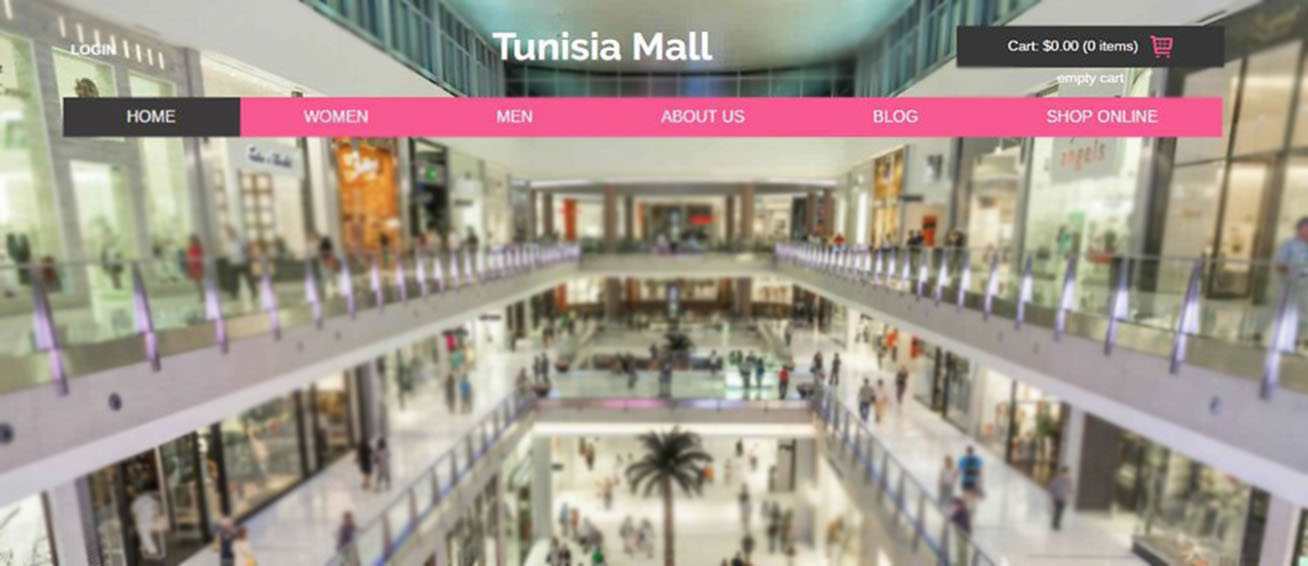 LOGIN
Tunisia Mall
Cart: $0.00 (0 items)
empty cart
HOME
WOMEN
MEN
ABOUT US
BLOG
SHOP ONLINE
angels